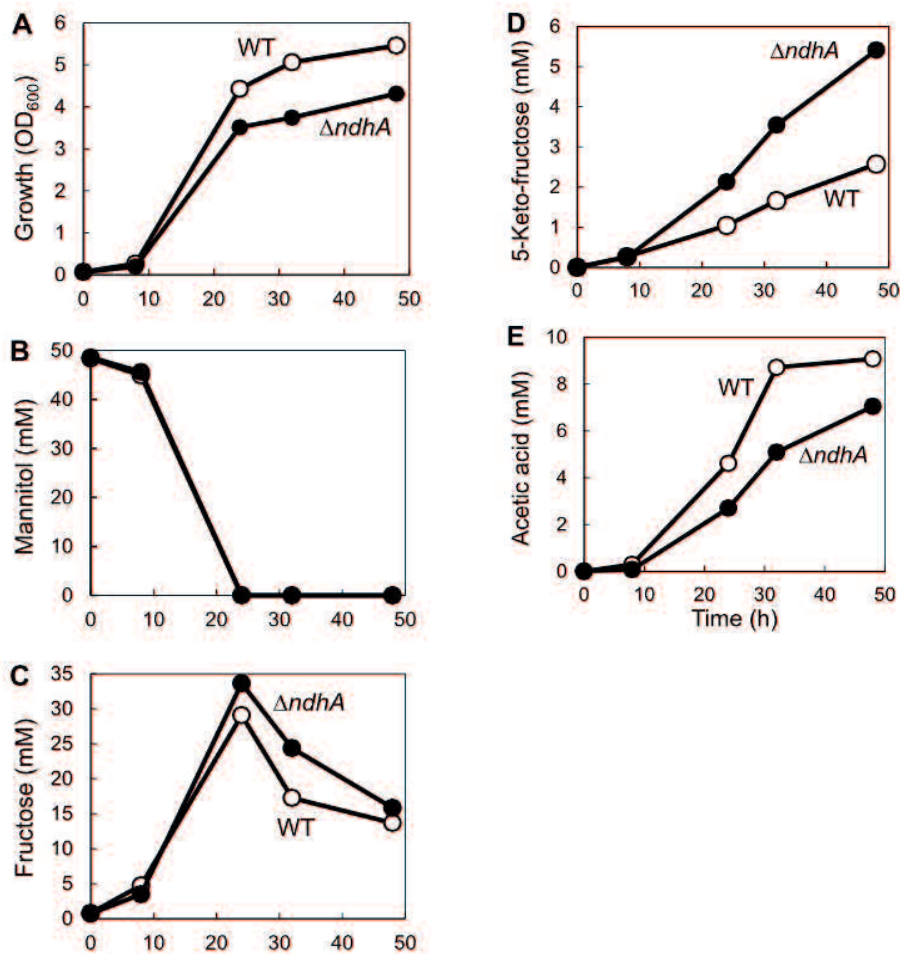 A
Growth (OD600)
6
5
4
3
2
1
0
0 10 20 30 40 50
WT
ΔndhA
B
Mannitol (mM)
50
40
30
20
10
0
0 10 20 30 40 50
C
Fructose (mM)
35
30
25
20
15
10
5
0
0 10 20 30 40 50
ΔndhA
WT
D
5-Keto-fructose (mM)
6
5
4
3
2
1
0
0 10 20 30 40 50
ΔndhA
WT
E
Acetic acid (mM)
10
8
6
4
2
0
0 10 20 30 40 50
Time (h)
WT
ΔndhA